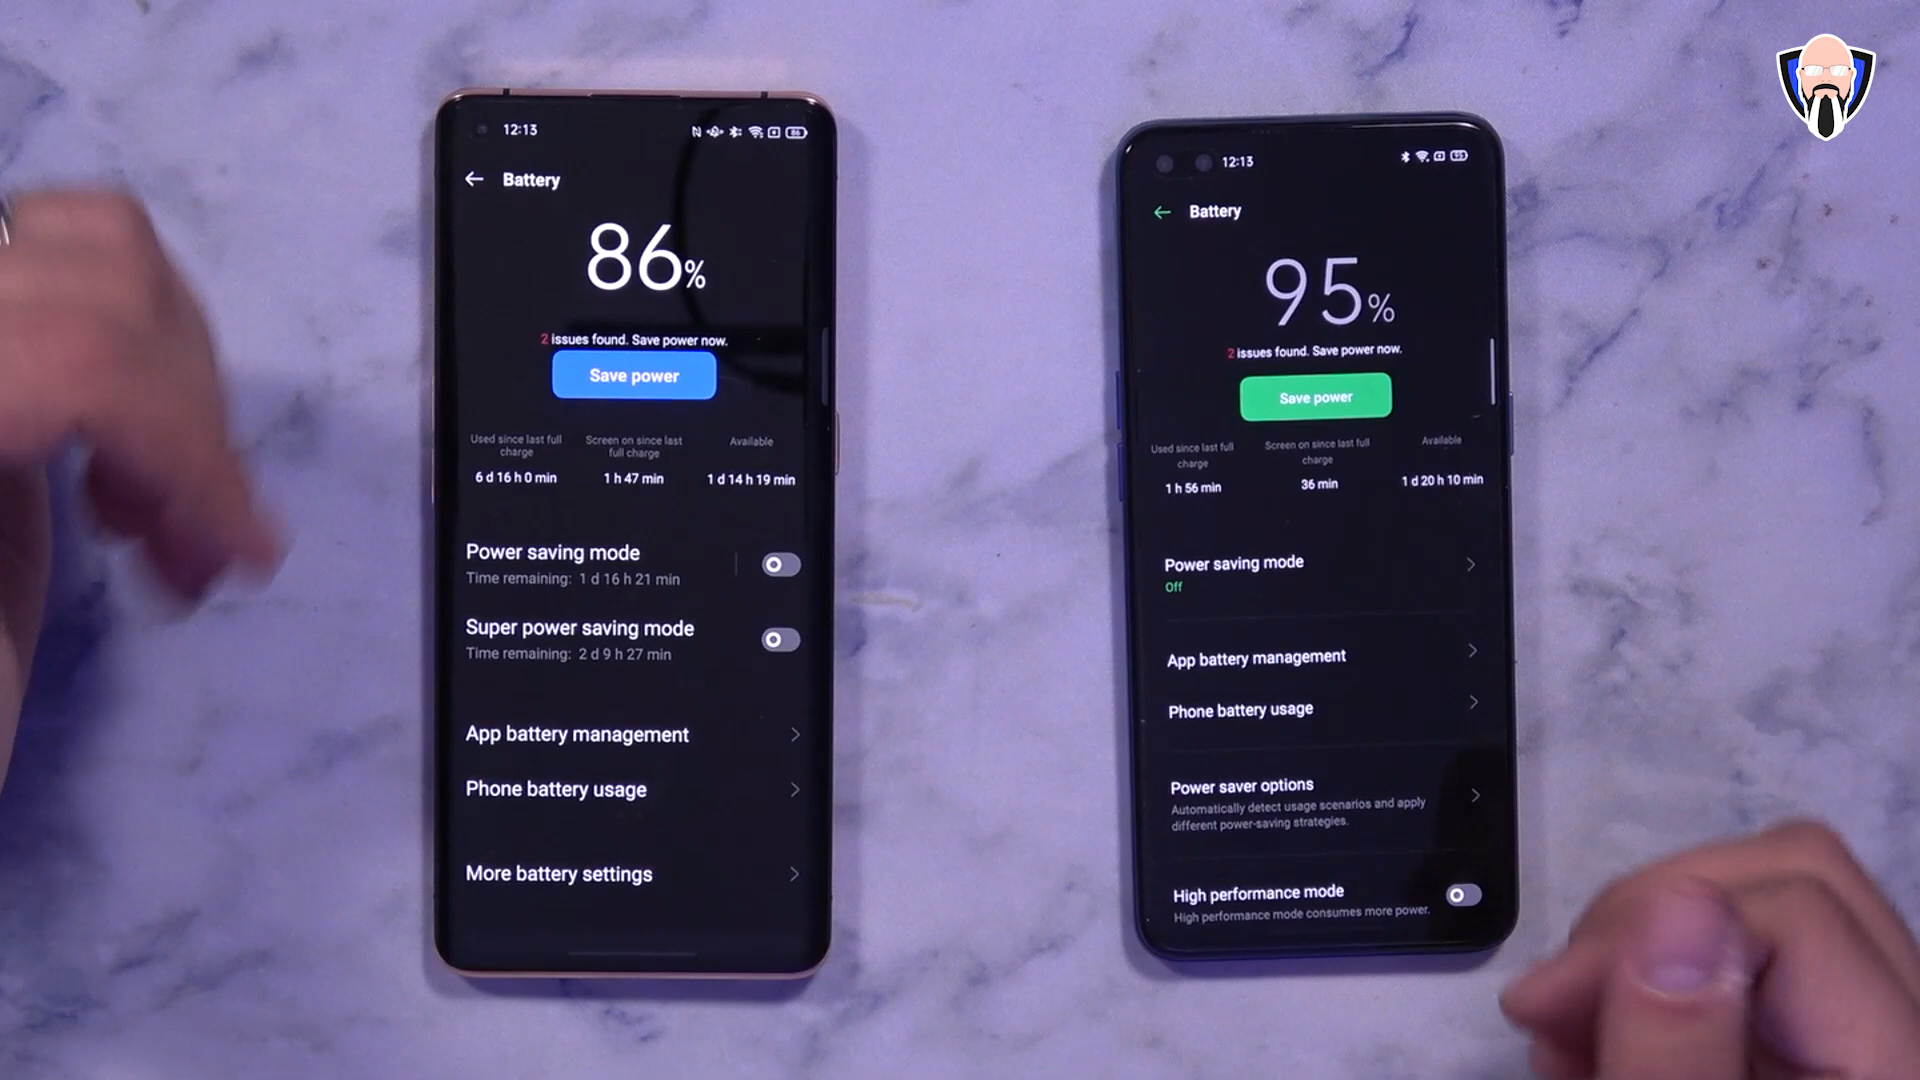 12:13
86
Battery
86%
2 issues found. Save power now.
Save power
Used since last full charge
6 d 16 h 0 min
Screen on since last full charge
1 h 47 min
Available
1 d 14 h 19 min
Power saving mode
Time remaining: 1 d 16 h 21 min
Super power saving mode
Time remaining: 2 d 9 h 27 min
App battery management
Phone battery usage
More battery settings
12:13
95
Battery
95%
2 issues found. Save power now.
Save power
Used since last full charge
1 h 56 min
Screen on since last full charge
36 min
Available
1 d 20 h 10 min
Power saving mode
Off
App battery management
Phone battery usage
Power saver options
Automatically detect usage scenarios and apply
different power-saving strategies.
High performance mode
High performance mode consumes more power.